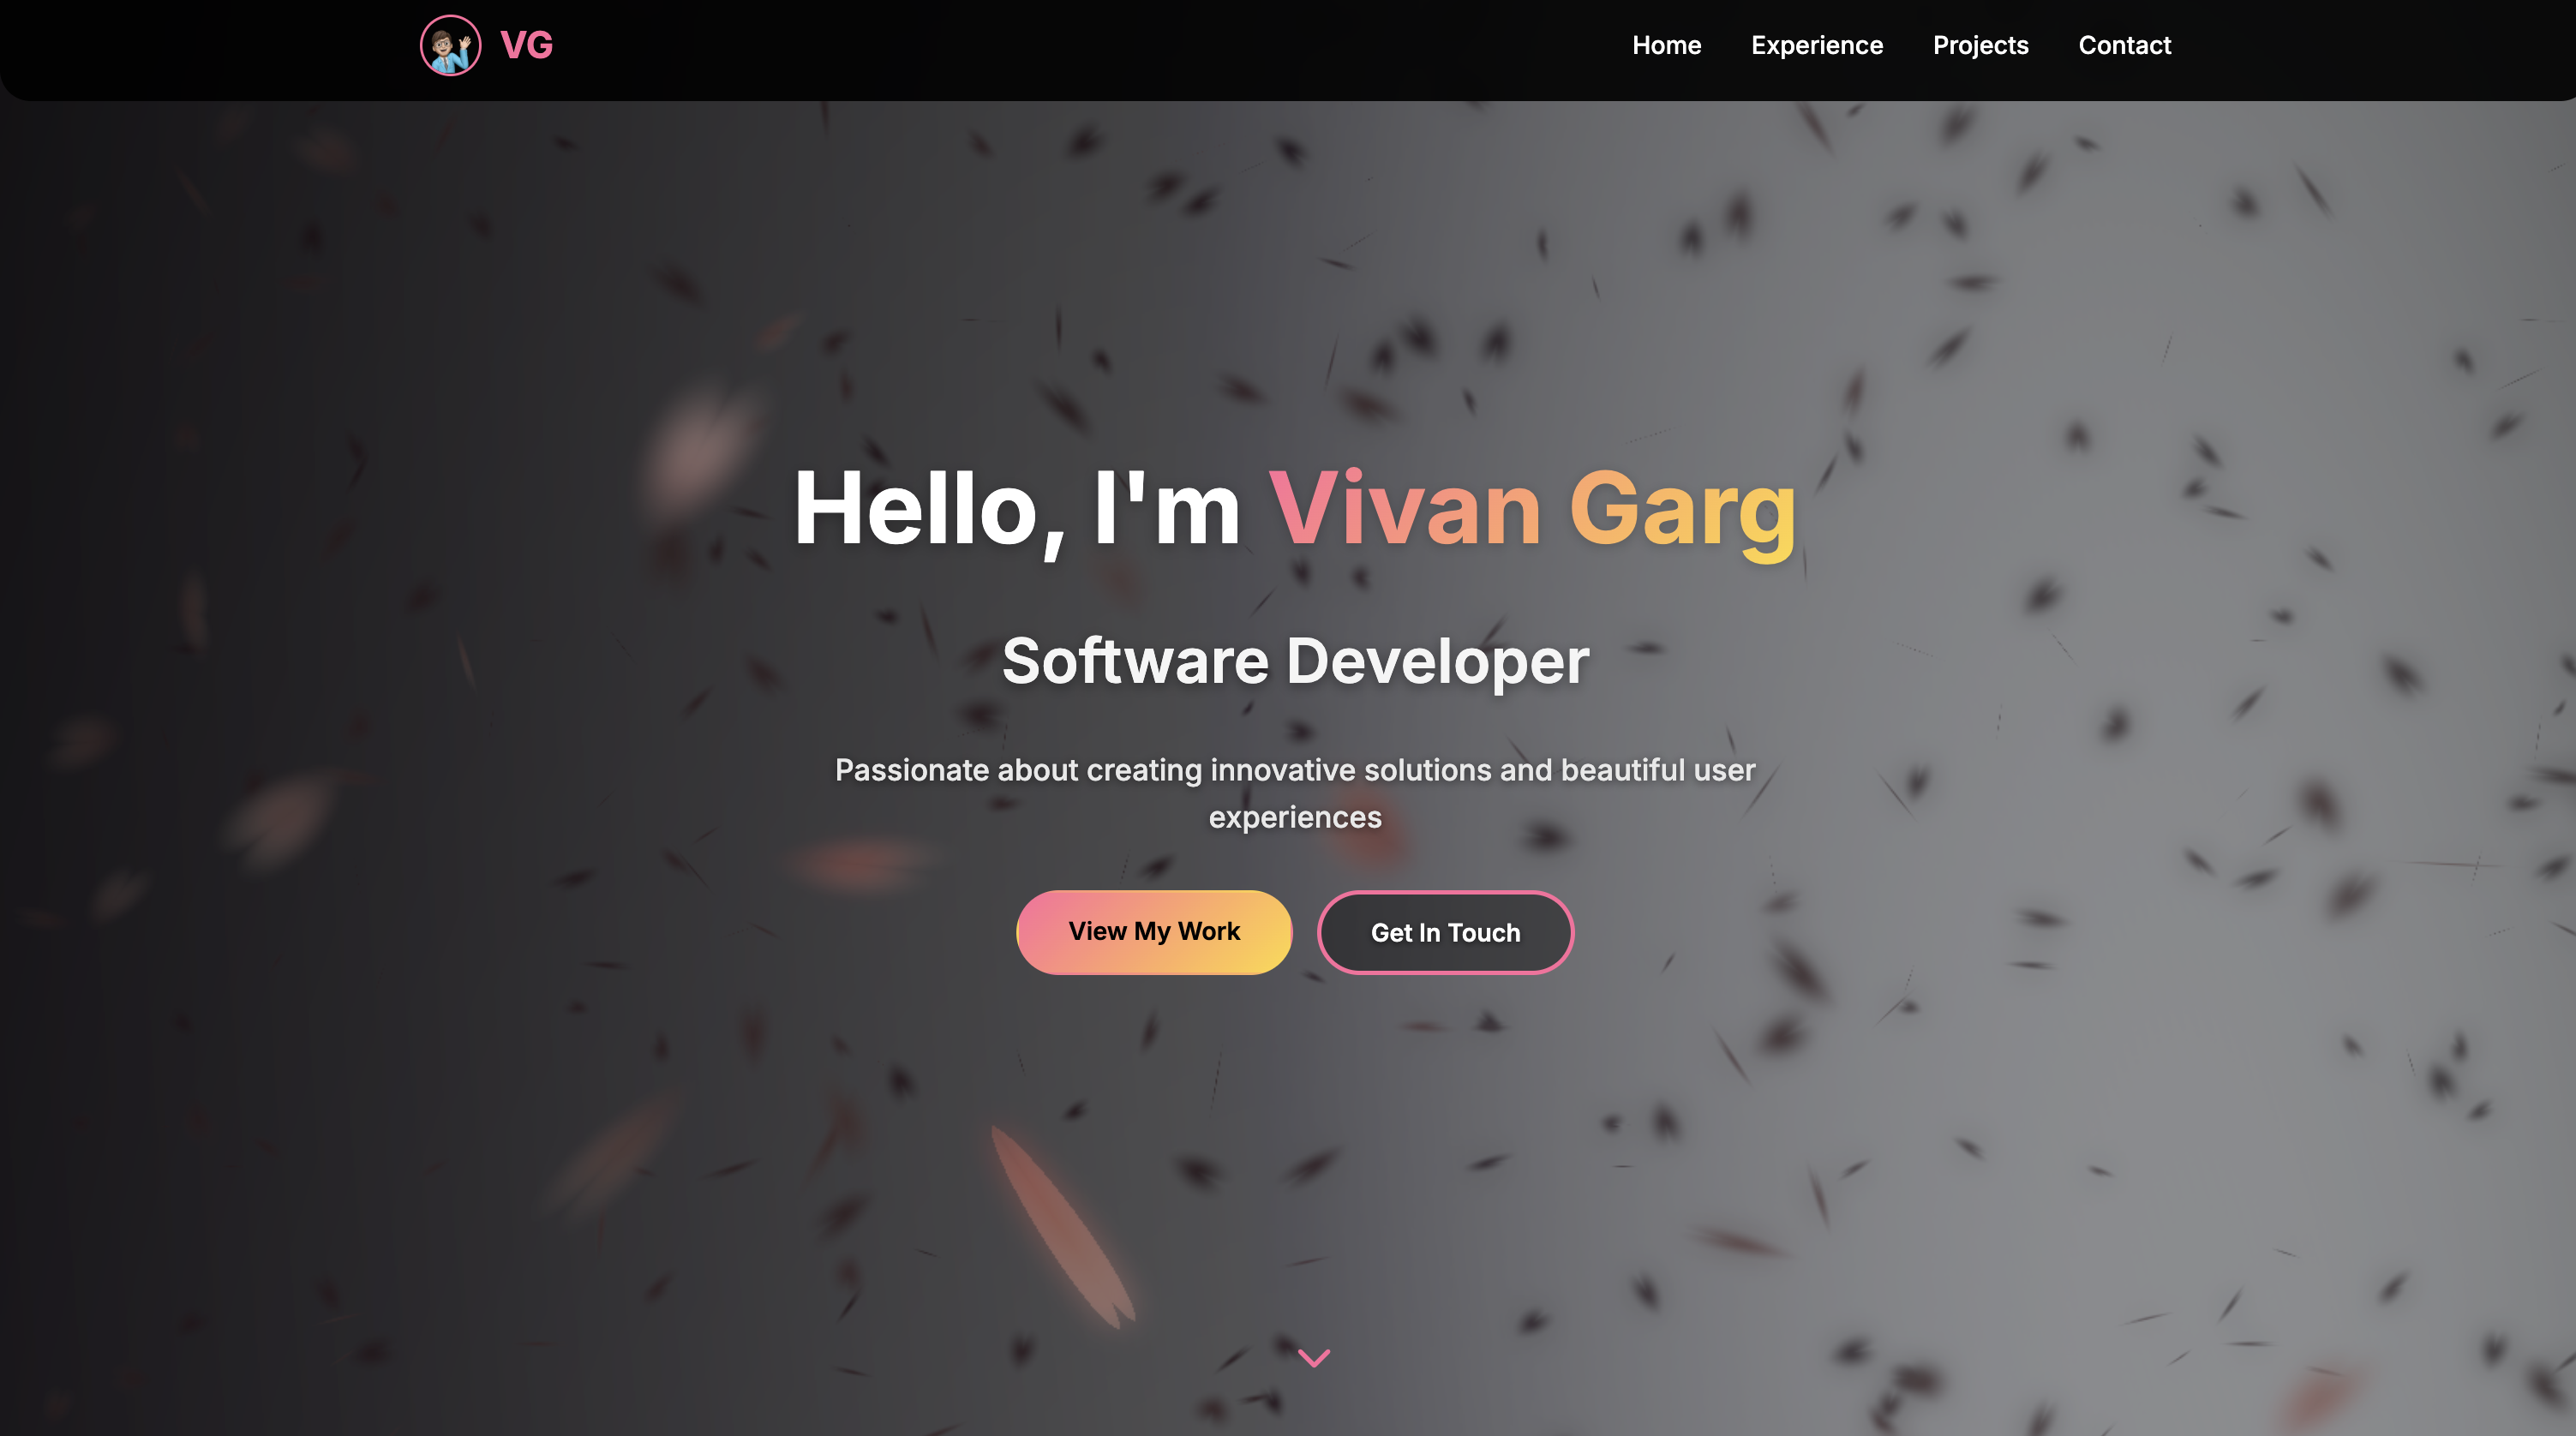 VG
Home Experience Projects Contact
Hello, I'm Vivan Garg
Software Developer
Passionate about creating innovative solutions and beautiful user
experiences
View My Work
Get In Touch